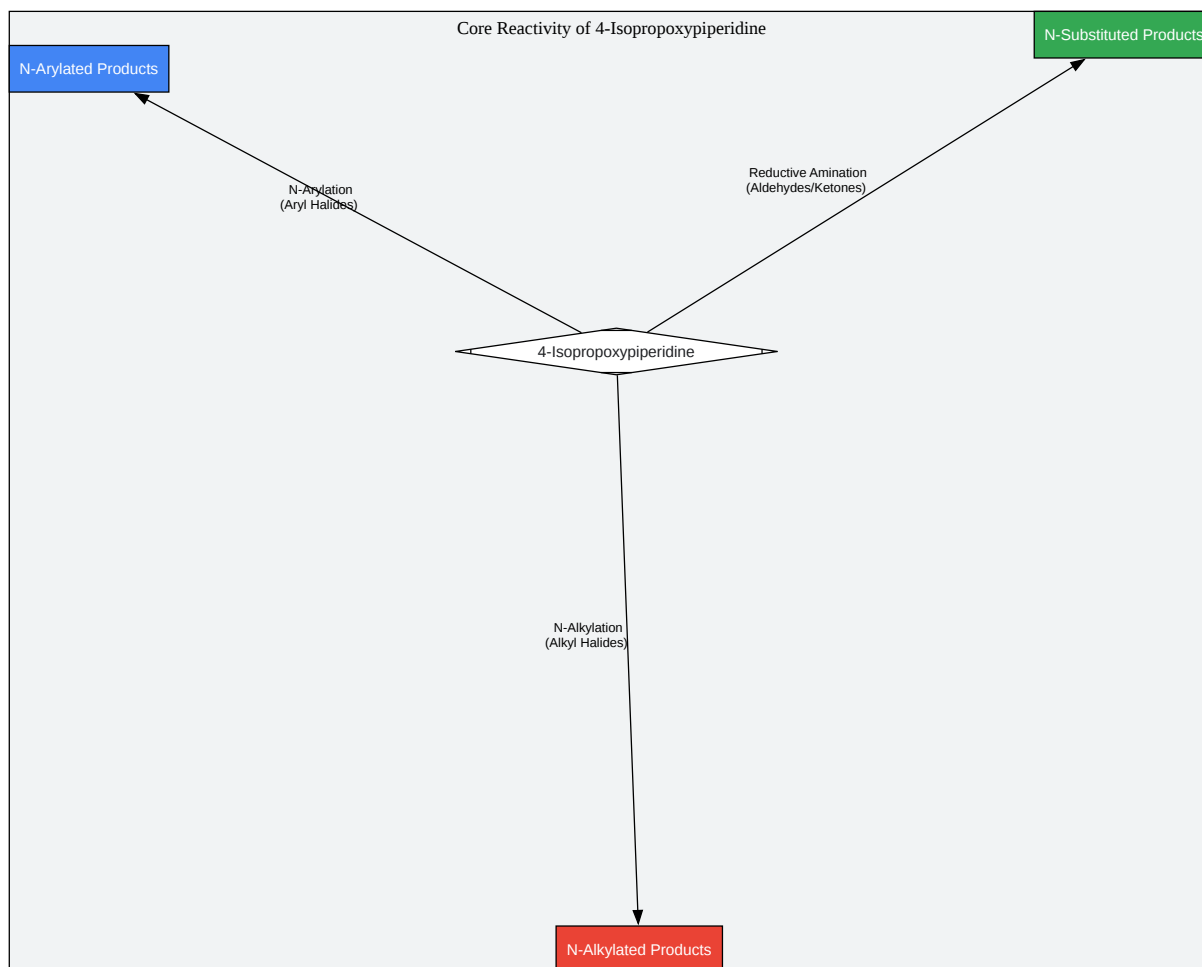 Core Reactivity of 4-Isopropoxypiperidine
N-Substituted Products
N-Arylated Products
Reductive Amination
(Aldehydes/Ketones)
N-Arylation
(Aryl Halides)
4-Isopropoxypiperidine
N-Alkylation
(Alkyl Halides)
N-Alkylated Products